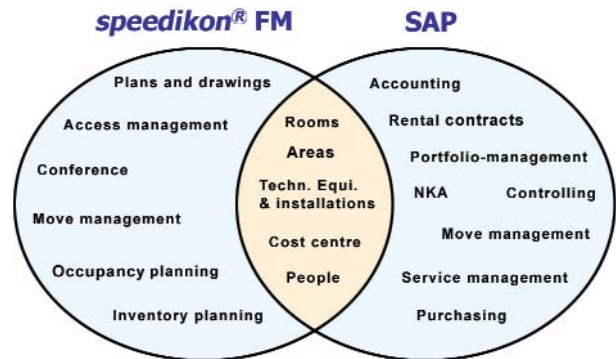 speedikon® FM
SAP
Plans and drawings
Access management
Conference
Move management
Occupancy planning
Inventory planning
Rooms
Areas
Techn. Equi.
& installations
Cost centre
People
Accounting
Rental contracts
Portfolio-management
NKA Controlling
Move management
Service management
Purchasing